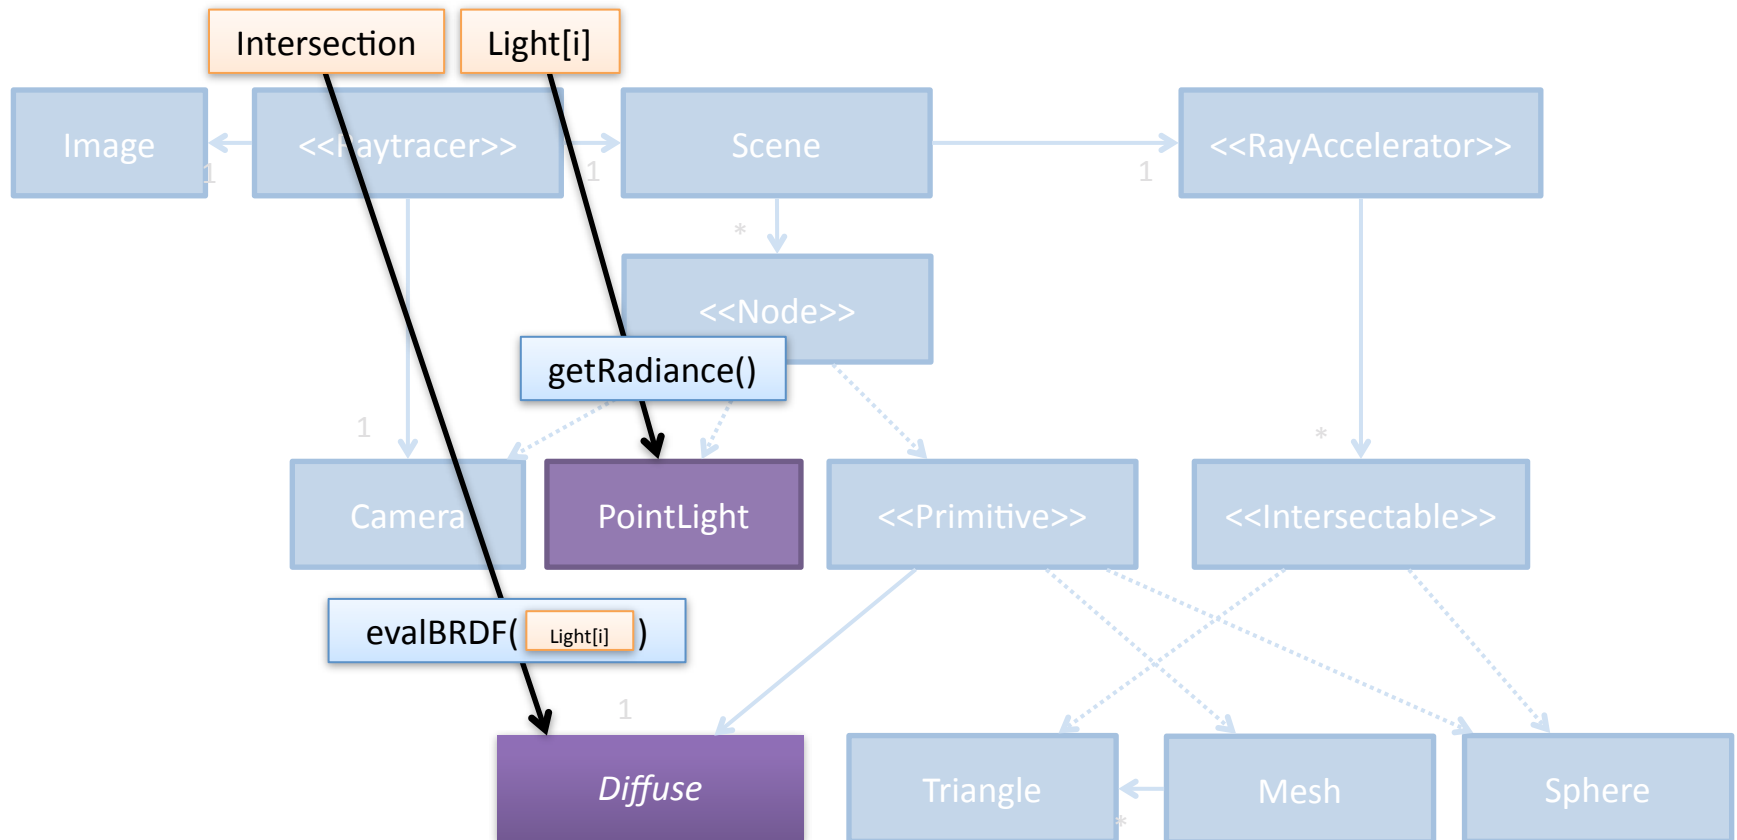 Intersection
Light[i]
Image
<<Raytracer>>
Scene
<<RayAccelerator>>
1
1
1
*
<<Node>>
getRadiance()
1
*
Camera
PointLight
<<Primitive>>
<<Intersectable>>
evalBRDF( Light[i] )
1
Diffuse
Triangle
Mesh
Sphere
*